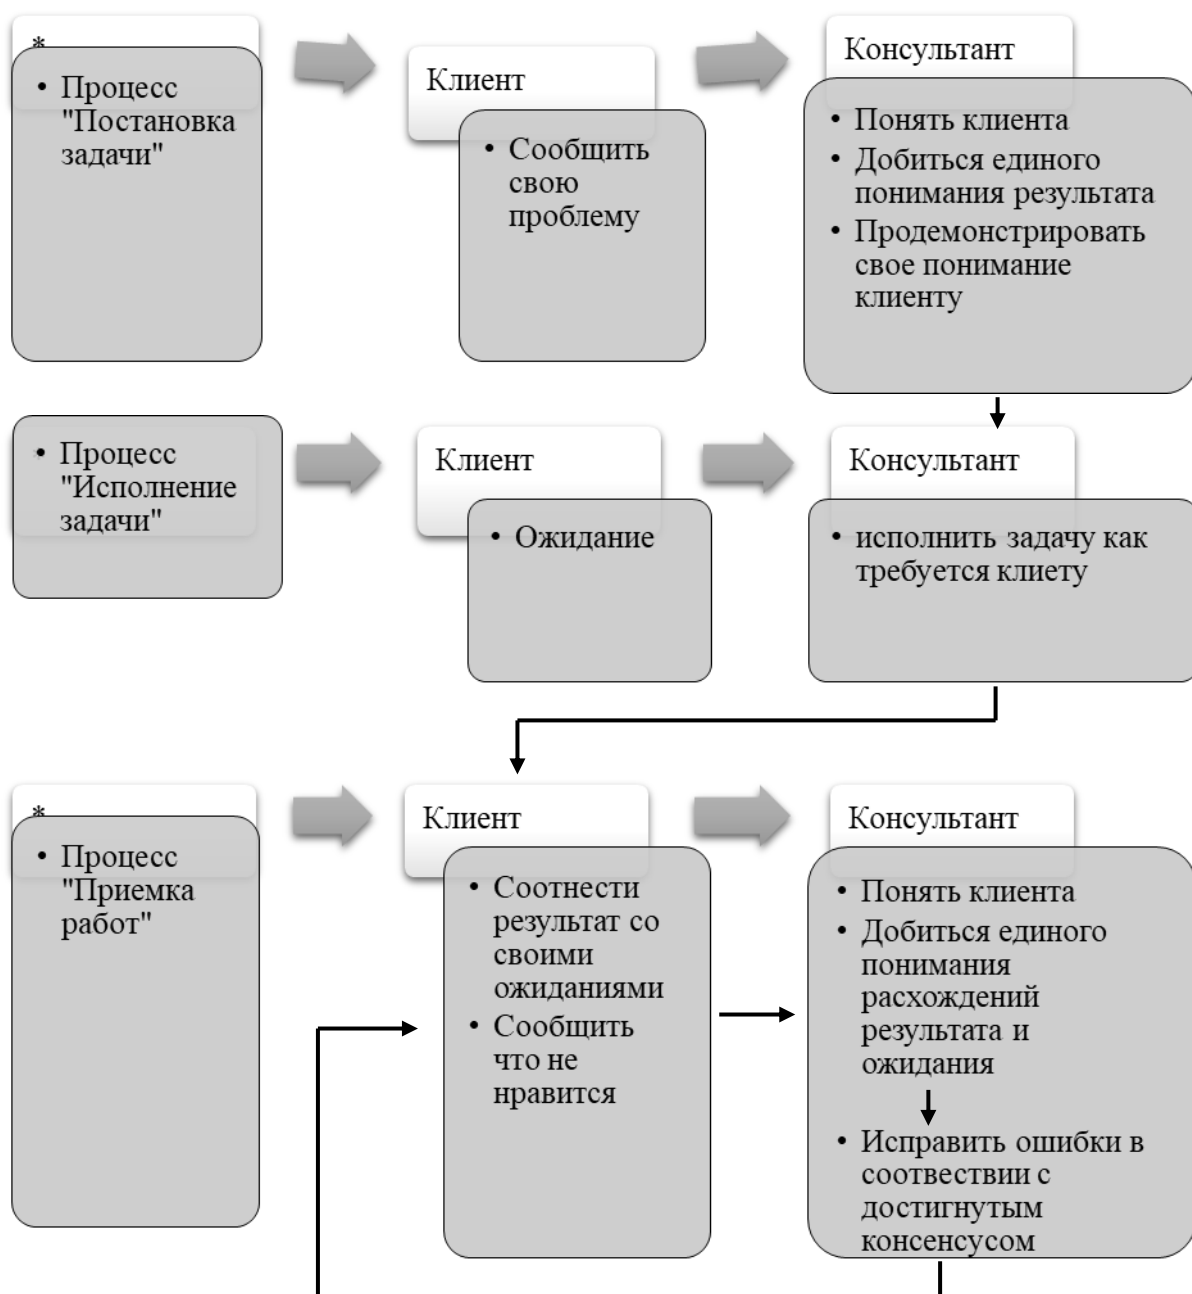 *
• Процесс
"Постановка
задачи"
Клиент
• Сообщить
свою
проблему
Консультант
• Понять клиента
• Добиться единого
понимания результата
• Продемонстрировать
свое понимание
клиенту
• Процесс
"Исполнение
задачи"
Клиент
• Ожидание
Консультант
• исполнить задачу как
требуется клиету
*
• Процесс
"Приемка
работ"
Клиент
• Соотнести
результат со
своими
ожиданиями
• Сообщить
что не
нравится
Консультант
• Понять клиента
• Добиться единого
понимания
расхождений
результата и
ожидания
• Исправить ошибки в
соотвествии с
достигнутым
консенсусом